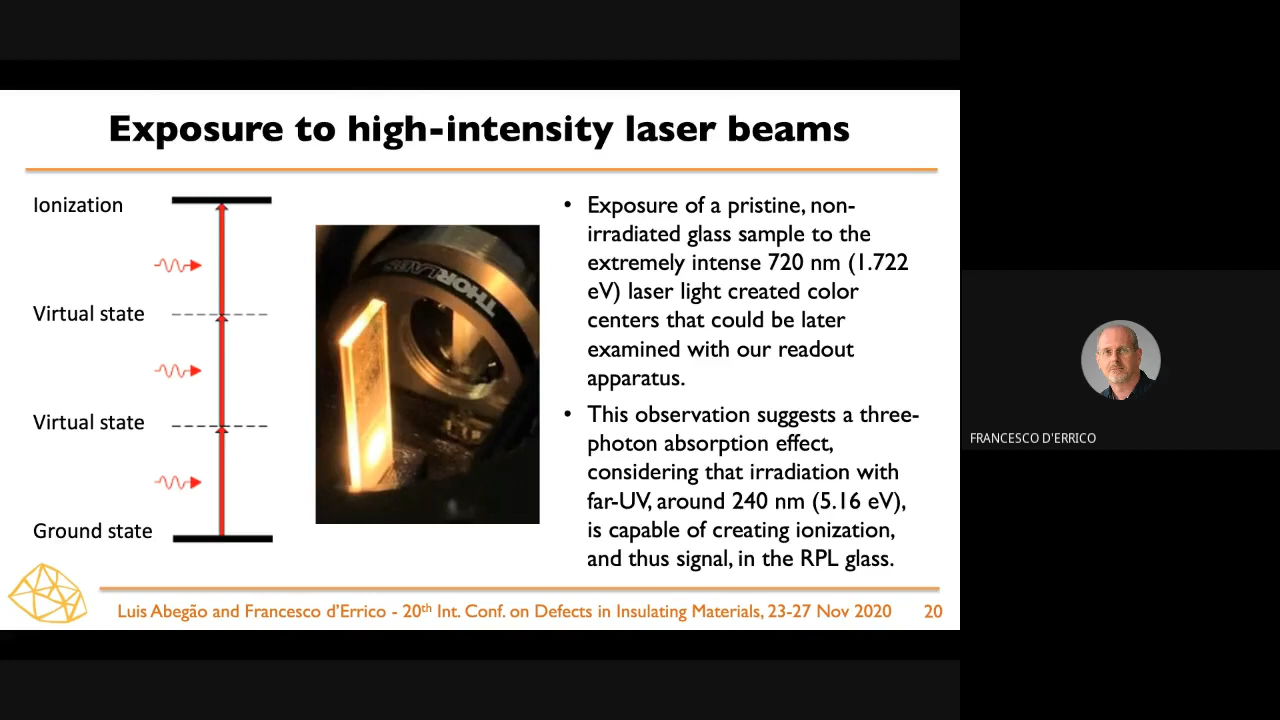 Exposure to high-intensity laser beams
Ionization
Virtual state
Virtual state
Ground state
THORLABS
• Exposure of a pristine, non-
irradiated glass sample to the
extremely intense 720 nm (1.722
eV) laser light created color
centers that could be later
examined with our readout
apparatus.
• This observation suggests a three-
photon absorption effect,
considering that irradiation with
far-UV, around 240 nm (5.16 eV),
is capable of creating ionization,
and thus signal, in the RPL glass.
Luis Abegão and Francesco d'Errico - 20th Int. Conf. on Defects in Insulating Materials, 23-27 Nov 2020 20
FRANCESCO D'ERRICO